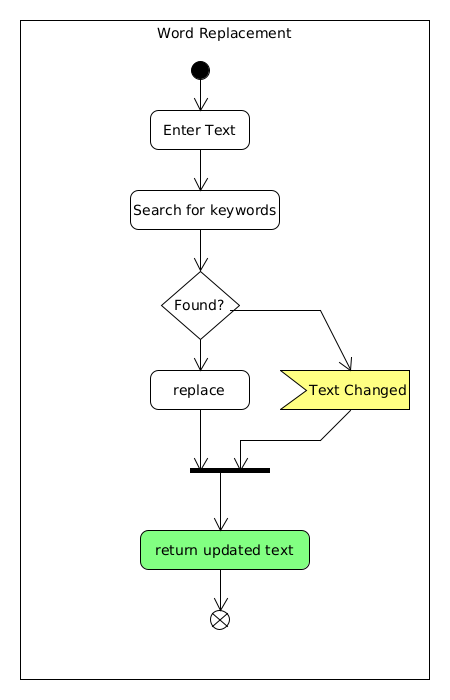 Word Replacement
Enter Text
Search for keywords
Found?
replace
Text Changed
return updated text